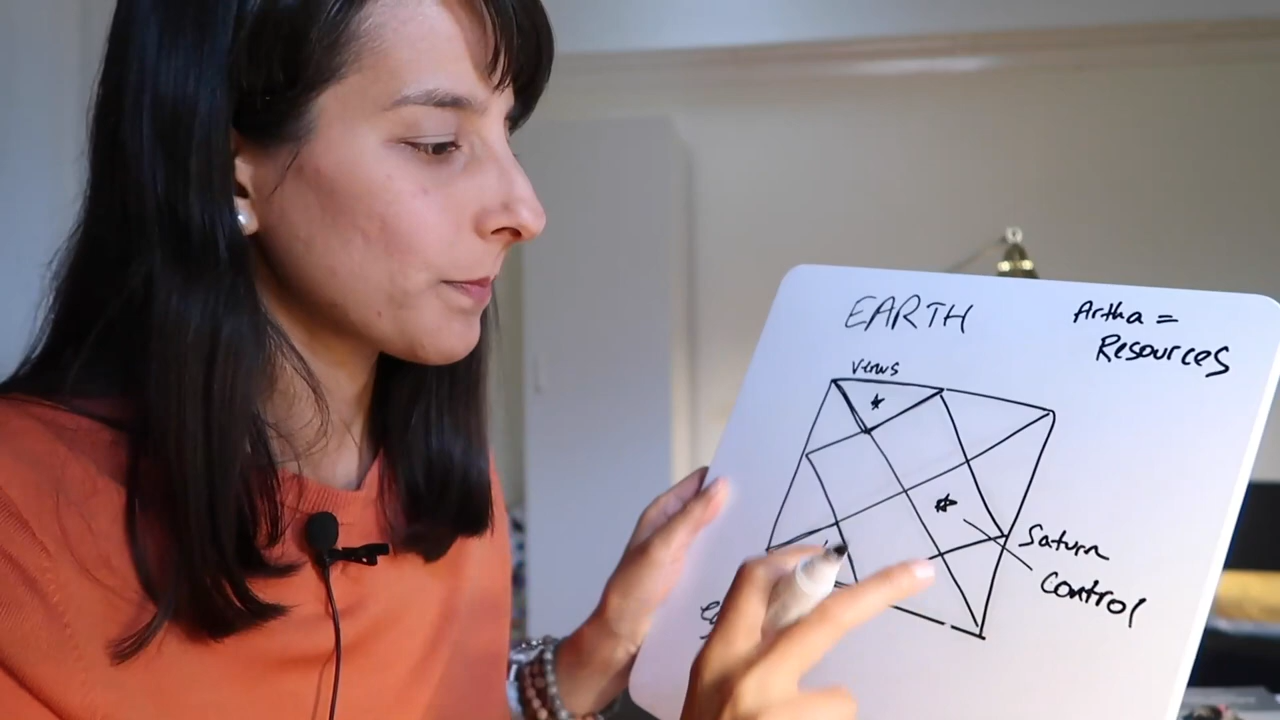 EARTH
Artha =
Resources
Venus
Saturn
Control